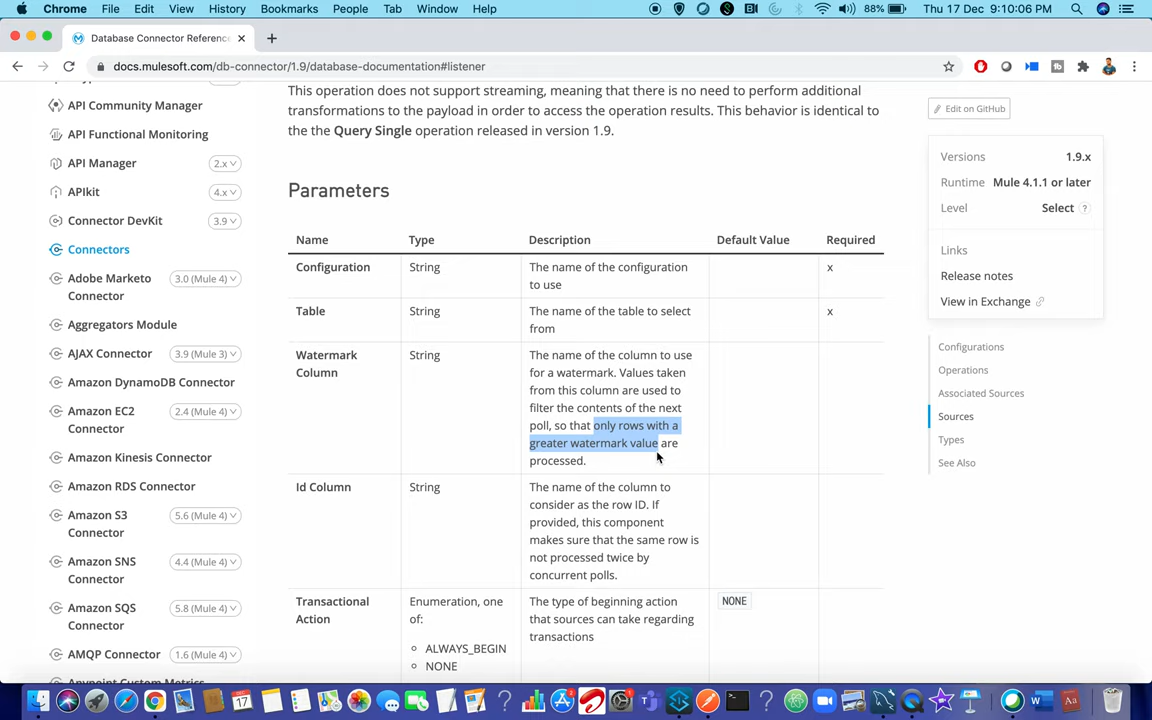 Chrome File Edit View History Bookmarks People Tab Window Help 88% Thu 17 Dec 9:10:06 PM
Database Connector Referenc
docs.mulesoft.com/db-connector/1.9/database-documentation#listener
API Community Manager
API Functional Monitoring
API Manager 2.x
APIkit 4.x
Connector DevKit 3.9
Connectors
Adobe Marketo Connector 3.0 (Mule 4)
Aggregators Module
AJAX Connector 3.9 (Mule 3)
Amazon DynamoDB Connector
Amazon EC2 Connector 2.4 (Mule 4)
Amazon Kinesis Connector
Amazon RDS Connector
Amazon S3 Connector 5.6 (Mule 4)
Amazon SNS Connector 4.4 (Mule 4)
Amazon SQS Connector 5.8 (Mule 4)
AMQP Connector 1.6 (Mule 4)
Anypoint Custom Metrics
This operation does not support streaming, meaning that there is no need to perform additional
transformations to the payload in order to access the operation results. This behavior is identical to
the the Query Single operation released in version 1.9.
Parameters
Name Type Description Default Value Required
Configuration String The name of the configuration x
to use
Table String The name of the table to select x
from
Watermark String The name of the column to use
Column for a watermark. Values taken
from this column are used to
filter the contents of the next
poll, so that only rows with a
greater watermark value are
processed.
Id Column String The name of the column to
consider as the row ID. If
provided, this component
makes sure that the same row is
not processed twice by
concurrent polls.
Transactional Enumeration, one The type of beginning action NONE
Action of: that sources can take regarding
transactions
ALWAYS_BEGIN
NONE
Edit on GitHub
Versions 1.9.x
Runtime Mule 4.1.1 or later
Level Select ?
Links
Release notes
View in Exchange
Configurations
Operations
Associated Sources
Sources
Types
See Also
17